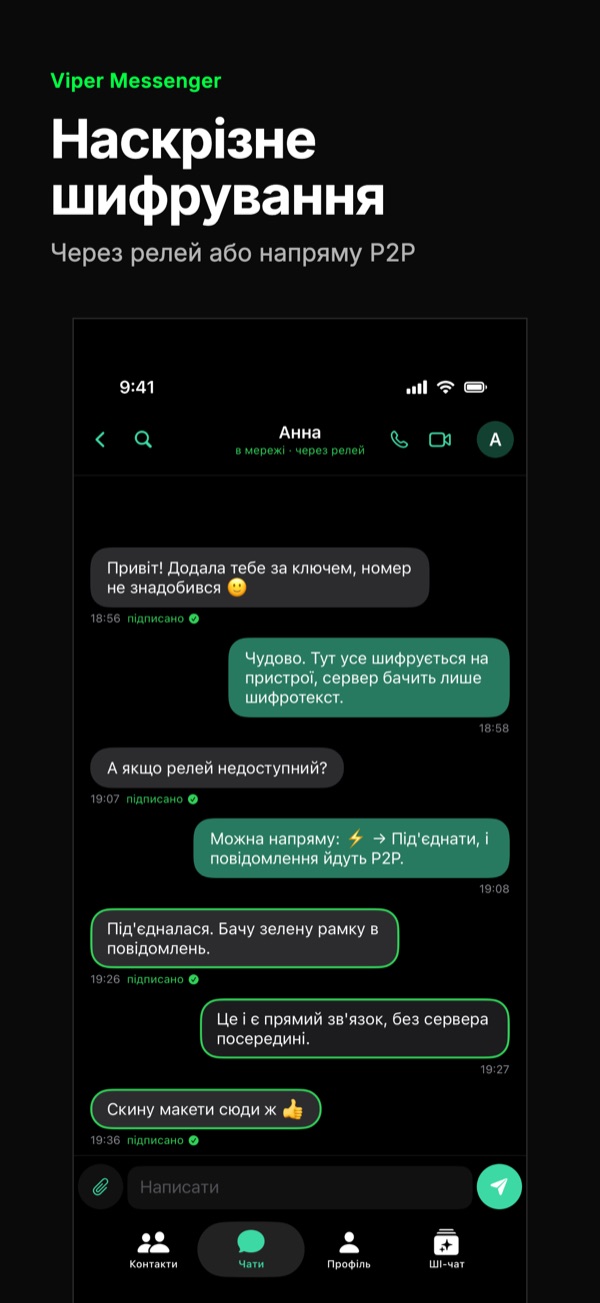 Viper Messenger
Наскрізне
шифрування
Через релей або напряму P2P
9:41
Анна
в мережі · через релей
A
Привіт! Додала тебе за ключем, номер
не знадобився 🙂
18:56 підписано
Чудово. Тут усе шифрується на
пристрої, сервер бачить лише
шифротекст.
18:58
А якщо релей недоступний?
19:07 підписано
Можна напряму: ⚡ → Під'єднати, і
повідомлення йдуть P2P.
19:08
Під'єдналася. Бачу зелену рамку в
повідомлень.
19:26 підписано
Це і є прямий зв'язок, без сервера
посередині.
19:27
Скину макети сюди ж 👍
19:36 підписано
Написати
Контакти
Чати
Профіль
ШІ-чат